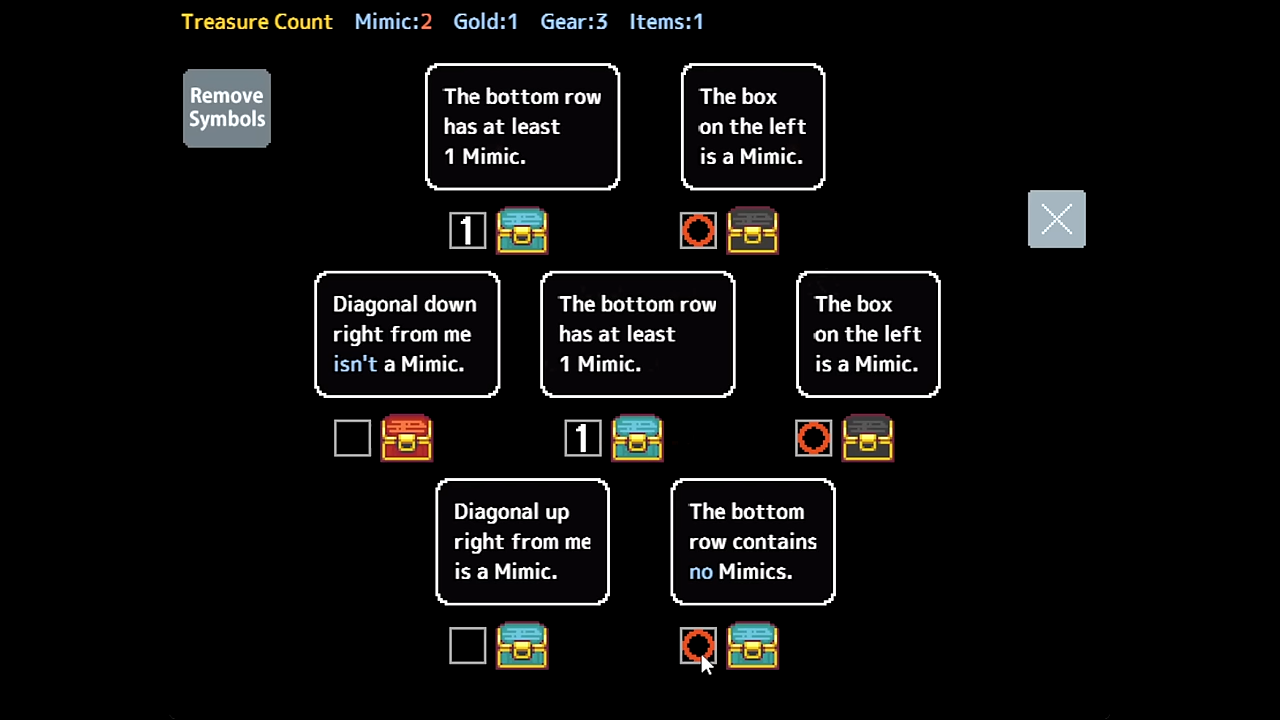 Treasure Count Mimic:2 Gold:1 Gear:3 Items:1
Remove
Symbols
The bottom row
has at least
1 Mimic.
The box
on the left
is a Mimic.
1
Diagonal down
right from me
isn't a Mimic.
The bottom row
has at least
1 Mimic.
The box
on the left
is a Mimic.
1
Diagonal up
right from me
is a Mimic.
The bottom
row contains
no Mimics.